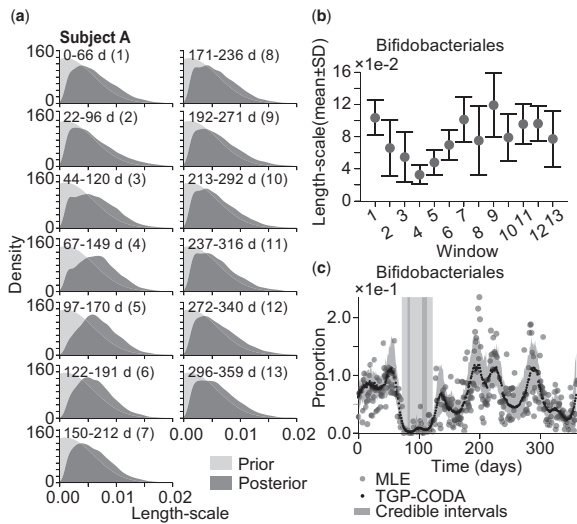 (a)
Subject A
160
0
0-66 d (1)
171-236 d (8)
160
0
22-96 d (2)
192-271 d (9)
160
0
44-120 d (3)
213-292 d (10)
160
0
67-149 d (4)
237-316 d (11)
160
0
97-170 d (5)
272-340 d (12)
160
0
122-191 d (6)
296-359 d (13)
0.00 0.01 0.02
160
0
150-212 d (7)
0.00 0.01 0.02
Density
Length-scale
Prior
Posterior
(b)
Bifidobacteriales
×10-2
16
12
8
4
0
Length-scale(mean±SD)
1 2 3 4 5 6 7 8 9 10 11 12 13
Window
(c)
Bifidobacteriales
×1e-1
2.0
1.0
0.0
Proportion
0 100 200 300
Time (days)
MLE
TGP-CODA
Credible intervals